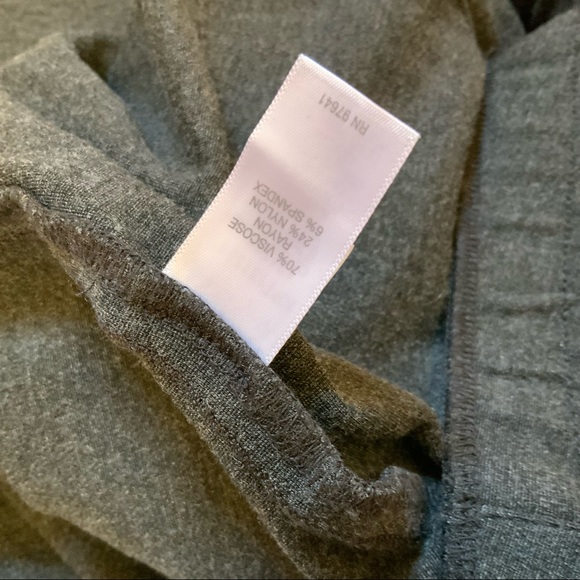 70% VISCOSE
RAYON
24% NYLON
6% SPANDEX
RN 97641